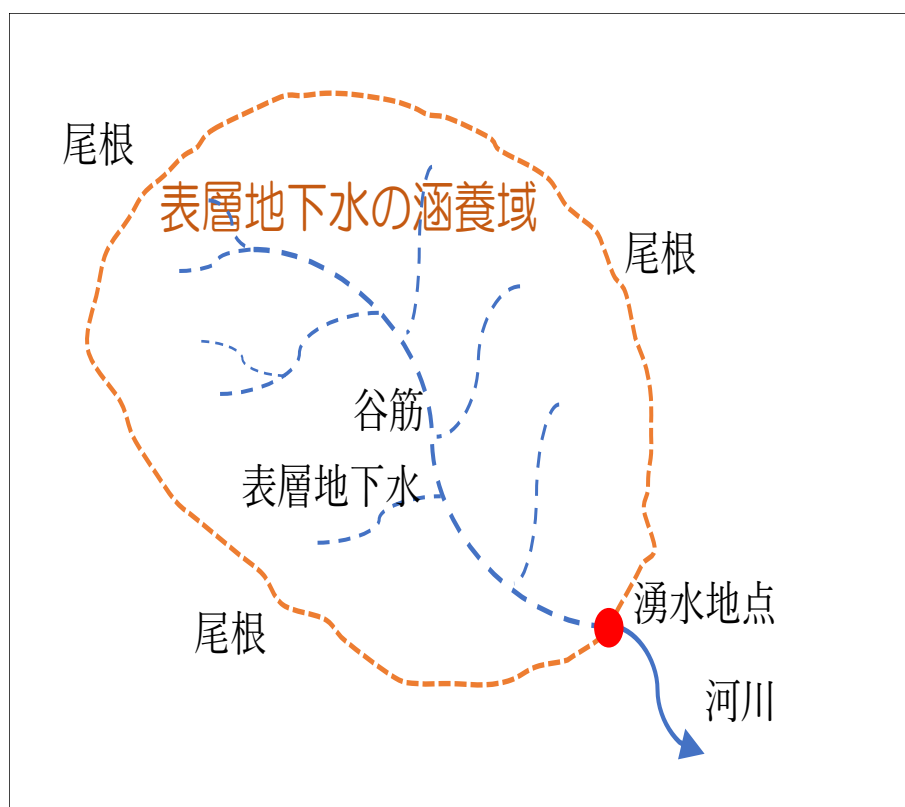 尾根
表層地下水の涵養域
尾根
谷筋
表層地下水
湧水地点
尾根
河川